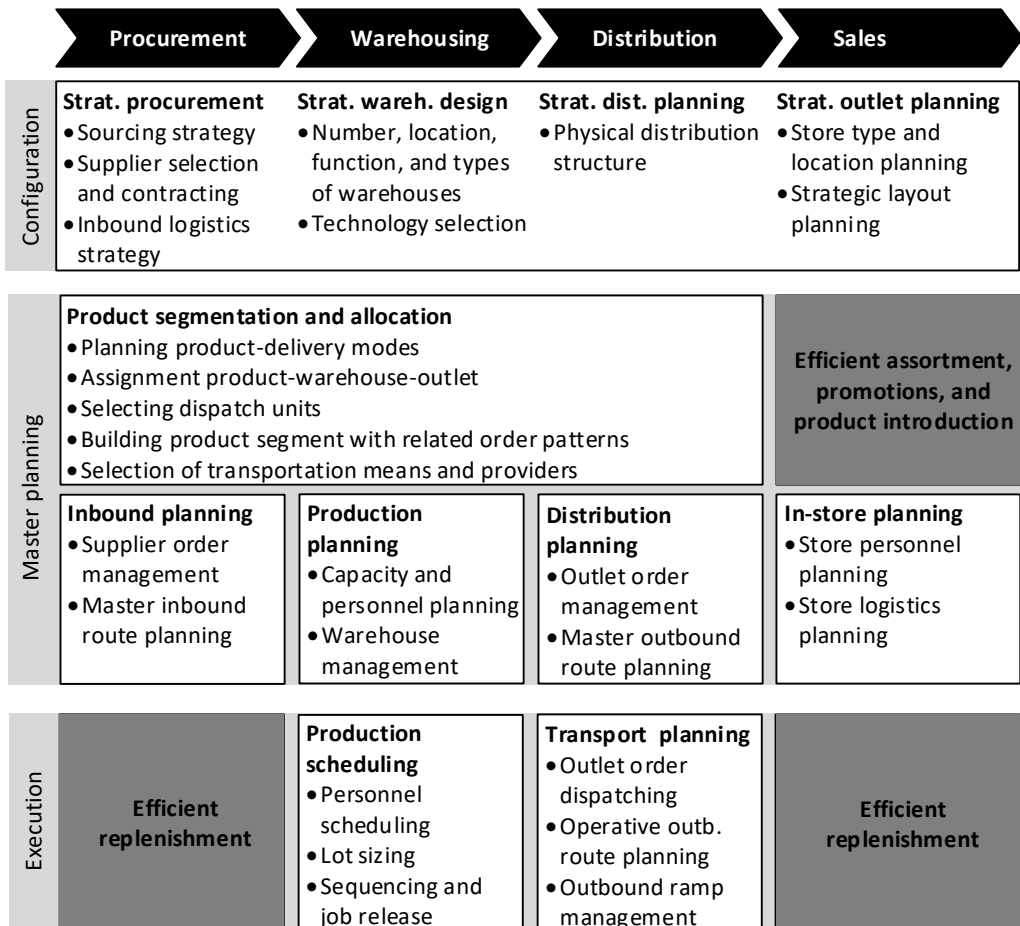 Procurement
Warehousing
Distribution
Sales
Configuration
Strat. procurement
•Sourcing strategy
•Supplier selection
and contracting
•Inbound logistics
strategy
Strat. wareh. design
•Number, location,
function, and types
of warehouses
•Technology selection
Strat. dist. planning
•Physical distribution
structure
Strat. outlet planning
•Store type and
location planning
•Strategic layout
planning
Master planning
Product segmentation and allocation
•Planning product-delivery modes
•Assignment product-warehouse-outlet
•Selecting dispatch units
•Building product segment with related order patterns
•Selection of transportation means and providers
Efficient assortment,
promotions, and
product introduction
Inbound planning
•Supplier order
management
•Master inbound
route planning
Production
planning
•Capacity and
personnel planning
•Warehouse
management
Distribution
planning
•Outlet order
management
•Master outbound
route planning
In-store planning
•Store personnel
planning
•Store logistics
planning
Execution
Efficient
replenishment
Production
scheduling
•Personnel
scheduling
•Lot sizing
•Sequencing and
job release
Transport planning
•Outlet order
dispatching
•Operative outb.
route planning
•Outbound ramp
management
Efficient
replenishment